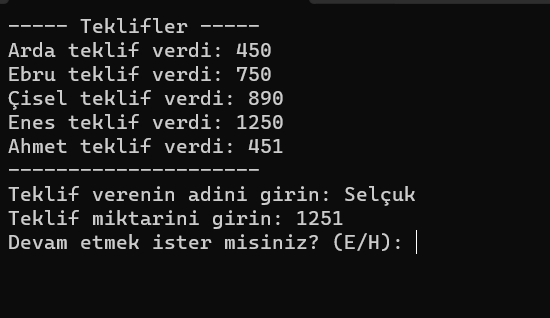 ----- Teklifler -----
Arda teklif verdi: 450
Ebru teklif verdi: 750
Çisel teklif verdi: 890
Enes teklif verdi: 1250
Ahmet teklif verdi: 451
---------------------
Teklif verenin adini girin: Selçuk
Teklif miktarini girin: 1251
Devam etmek ister misiniz? (E/H):